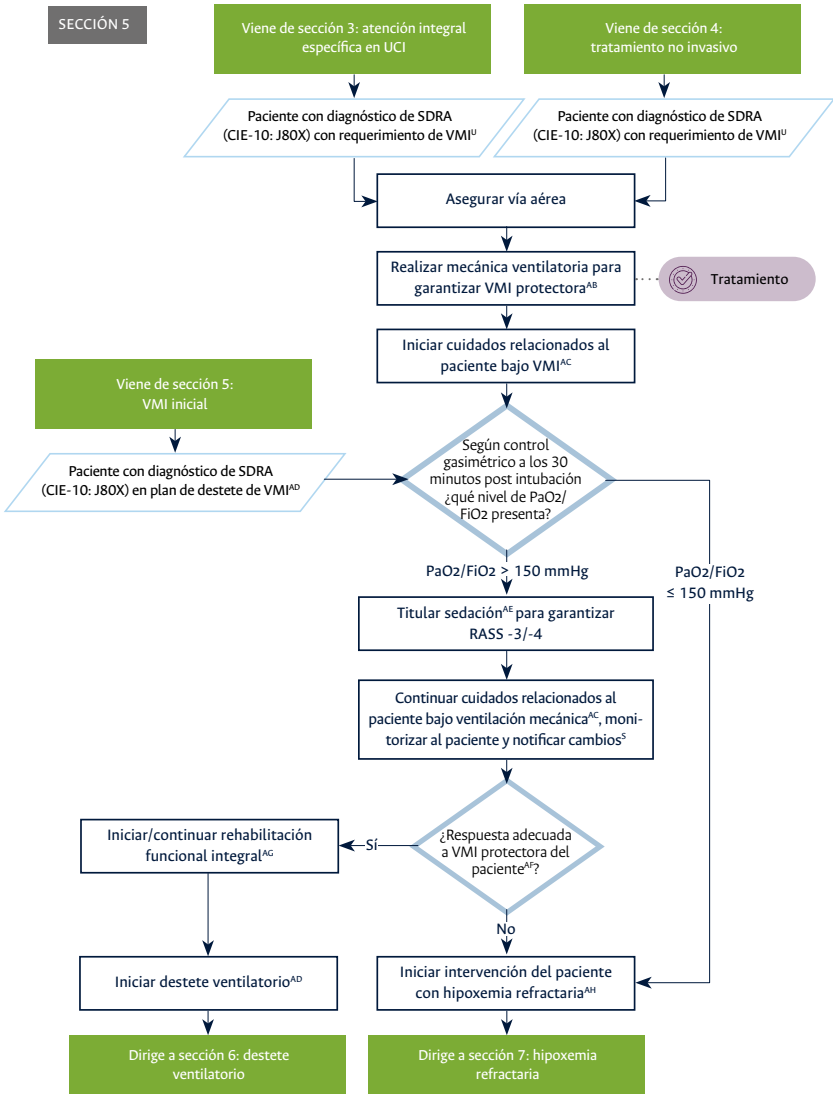 SECCIÓN 5
Viene de sección 3: atención integral
específica en UCI
Viene de sección 4:
tratamiento no invasivo
Paciente con diagnóstico de SDRA
(CIE-10: J80X) con requerimiento de VMIᵁ
Paciente con diagnóstico de SDRA
(CIE-10: J80X) con requerimiento de VMIᵁ
Asegurar vía aérea
Realizar mecánica ventilatoria para
garantizar VMI protectoraᴬᴮ
Tratamiento
Iniciar cuidados relacionados al
paciente bajo VMIᴬC
Viene de sección 5:
VMI inicial
Paciente con diagnóstico de SDRA
(CIE-10: J80X) en plan de destete de VMIᴬᴰ
Según control
gasimétrico a los 30
minutos post intubación
¿qué nivel de PaO2/
FiO2 presenta?
PaO2/FiO2 > 150 mmHg
PaO2/FiO2
≤ 150 mmHg
Titular sedaciónᴬᴱ para garantizar
RASS -3/-4
Continuar cuidados relacionados al
paciente bajo ventilación mecánicaᴬC, moni-
torizar al paciente y notificar cambiosS
¿Respuesta adecuada
a VMI protectora del
pacienteᴬF?
Sí
Iniciar/continuar rehabilitación
funcional integralᴬᴳ
No
Iniciar destete ventilatorioᴬᴰ
Iniciar intervención del paciente
con hipoxemia refractariaᴬᴴ
Dirige a sección 6: destete
ventilatorio
Dirige a sección 7: hipoxemia
refractaria